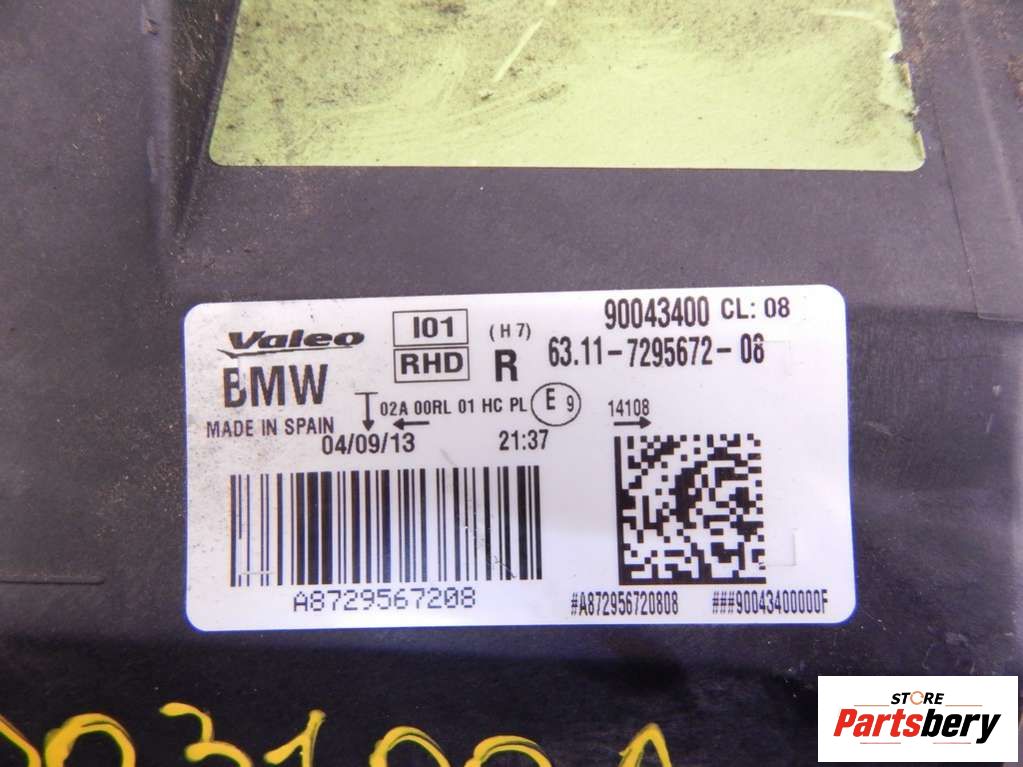 Valeo I01 (H7) 90043400 CL: 08
BMW RHD R 63.11-7295672-08
MADE IN SPAIN 02A 00RL 01 HC PL E 9 14108
04/09/13 21:37
A8729567208 #A872956720808 ###90043400000F
STORE
Partsbery